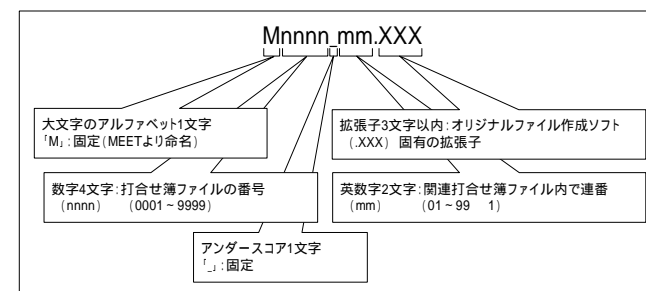 Mnnnn_mm.XXX
大文字のアルファベット1文字
「M」:固定(MEETより命名)
拡張子3文字以内:オリジナルファイル作成ソフト
(.XXX) 固有の拡張子
数字4文字:打合せ簿ファイルの番号
(nnnn) (0001~9999)
英数字2文字:関連打合せ簿ファイル内で連番
(mm) (01~99 1)
アンダースコア1文字
「_」:固定